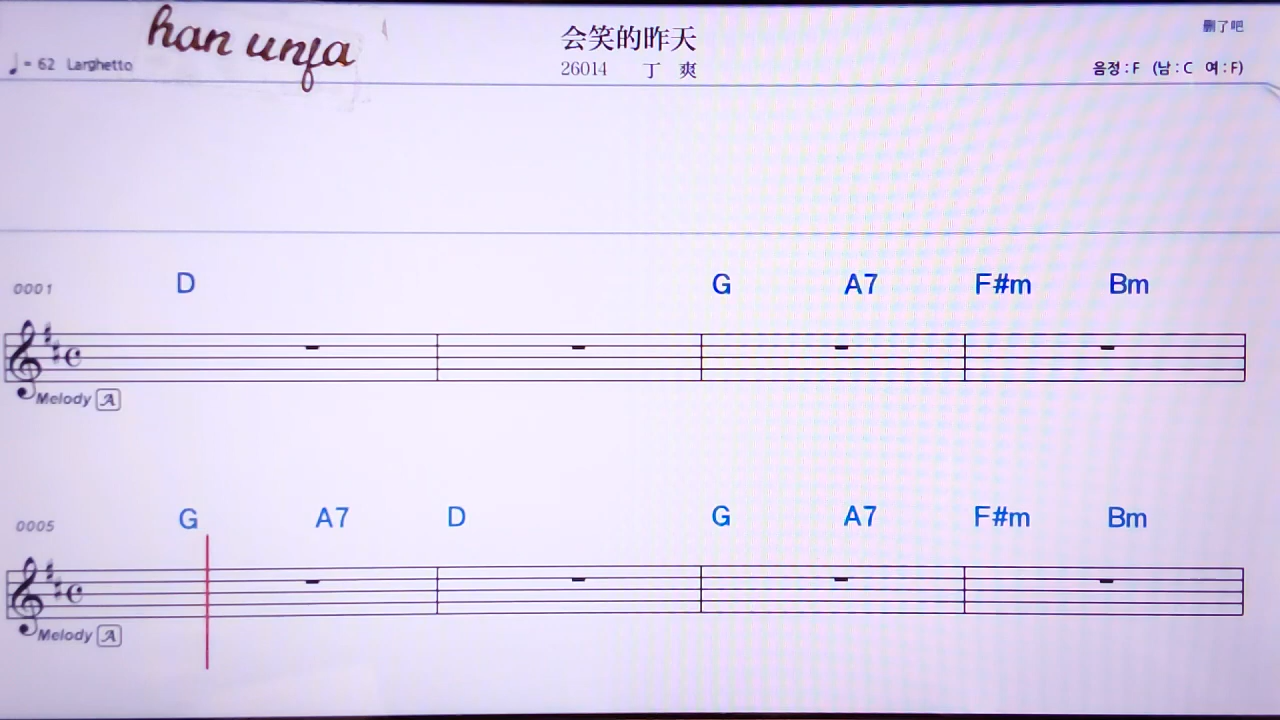 han unfa
会笑的昨天
删了吧
♩= 62 Larghetto
26014 丁 爽
음정 : F (남 : C 여 : F)
0001 D G A7 F#m Bm
Melody A
0005 G A7 D G A7 F#m Bm
Melody A